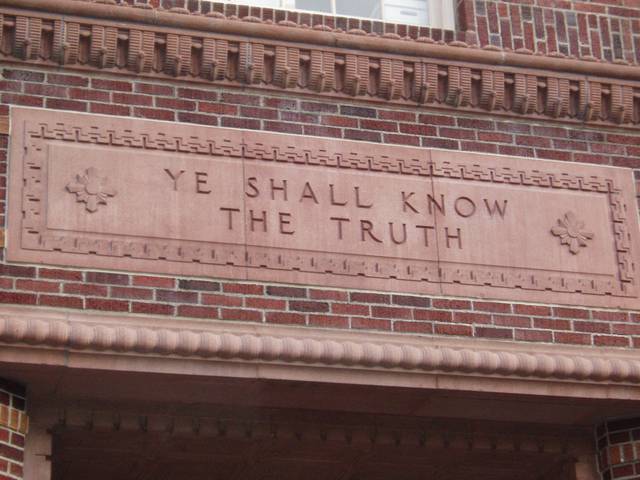 YE SHALL KNOW
THE TRUTH